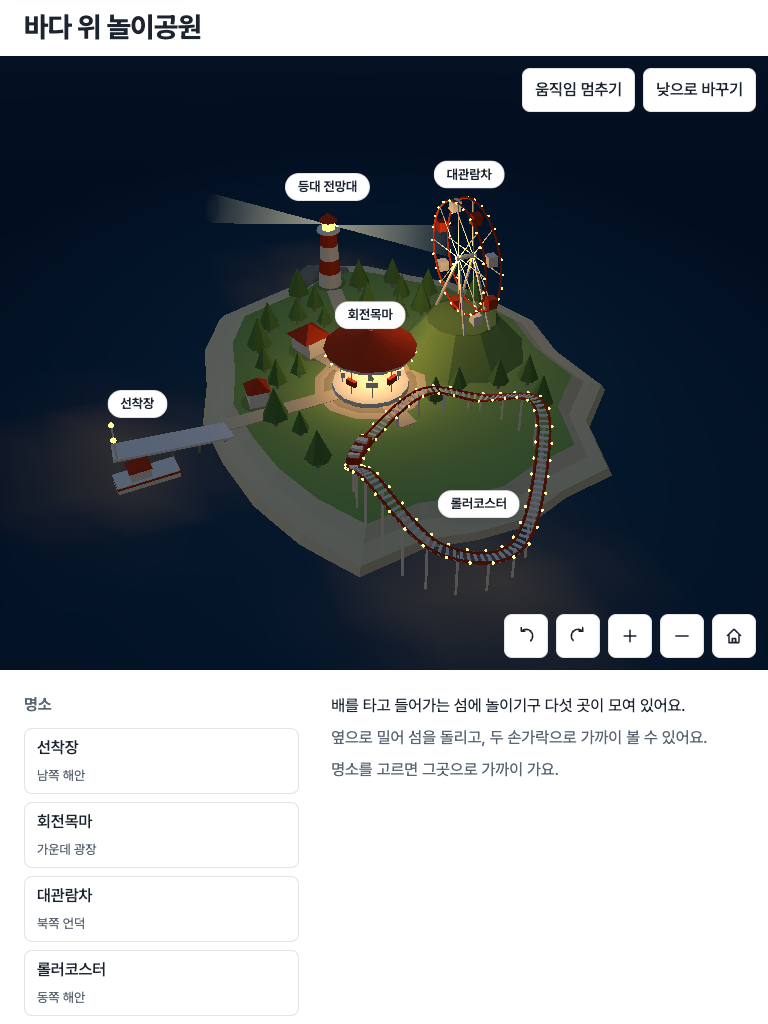 바다 위 놀이공원
움직임 멈추기
낮으로 바꾸기
대관람차
등대 전망대
회전목마
선착장
롤러코스터
명소
선착장
남쪽 해안
회전목마
가운데 광장
대관람차
북쪽 언덕
롤러코스터
동쪽 해안
배를 타고 들어가는 섬에 놀이기구 다섯 곳이 모여 있어요.
옆으로 밀어 섬을 돌리고, 두 손가락으로 가까이 볼 수 있어요.
명소를 고르면 그곳으로 가까이 가요.